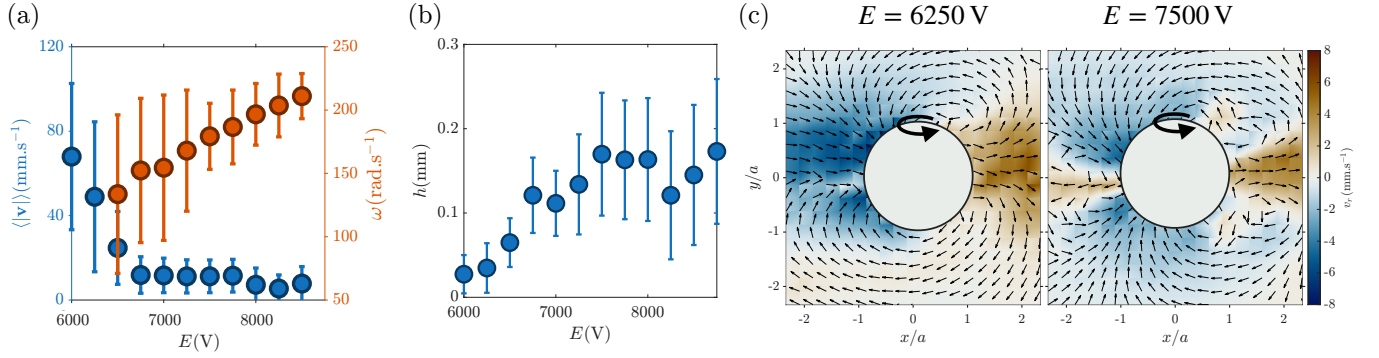 (a)
120
80
40
0
⟨|v|⟩(mm.s⁻¹)
250
200
150
100
50
ω(rad.s⁻¹)
6000 7000 8000
E(V)
(b)
0.3
0.2
0.1
0
h(mm)
6000 7000 8000
E(V)
(c)
E = 6250 V E = 7500 V
2
1
0
-1
-2
y/a
-2 -1 0 1 2
x/a
-2 -1 0 1 2
x/a
8
6
4
2
0
-2
-4
-6
-8
vᵣ (mm.s⁻¹)